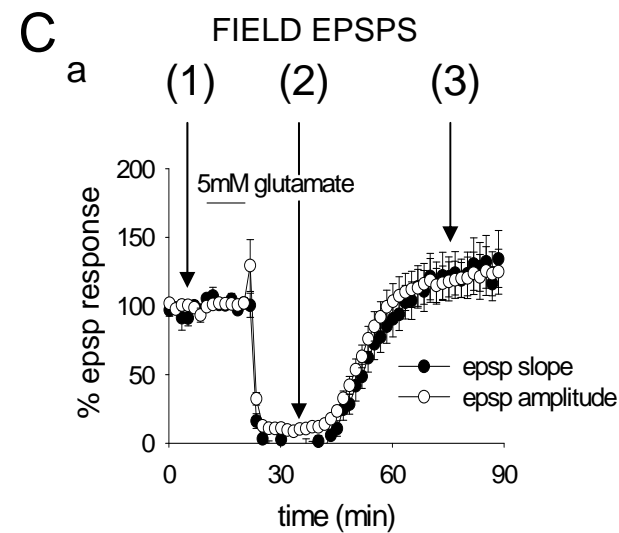 C
FIELD EPSPS
a
(1) (2) (3)
200
5mM glutamate
150
100
50
0
% epsp response
epsp slope
epsp amplitude
0 30 60 90
time (min)